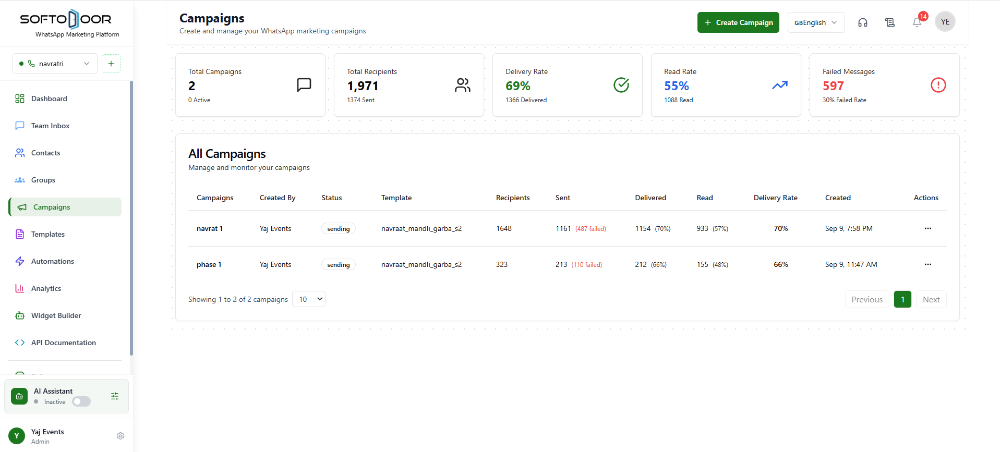 SOFTODOOR
WhatsApp Marketing Platform
navratri
Dashboard
Team Inbox
Contacts
Groups
Campaigns
Templates
Automations
Analytics
Widget Builder
API Documentation
AI Assistant
Inactive
Y
Yaj Events
Admin
Campaigns
Create and manage your WhatsApp marketing campaigns
+ Create Campaign
GBEnglish
14
YE
Total Campaigns
2
0 Active
Total Recipients
1,971
1374 Sent
Delivery Rate
69%
1366 Delivered
Read Rate
55%
1088 Read
Failed Messages
597
30% Failed Rate
All Campaigns
Manage and monitor your campaigns
Campaigns Created By Status Template Recipients Sent Delivered Read Delivery Rate Created Actions
navrat 1 Yaj Events sending navraat_mandli_garba_s2 1648 1161 (487 failed) 1154 (70%) 933 (57%) 70% Sep 9, 7:58 PM ···
phase 1 Yaj Events sending navraat_mandli_garba_s2 323 213 (110 failed) 212 (66%) 155 (48%) 66% Sep 9, 11:47 AM ···
Showing 1 to 2 of 2 campaigns 10
Previous 1 Next